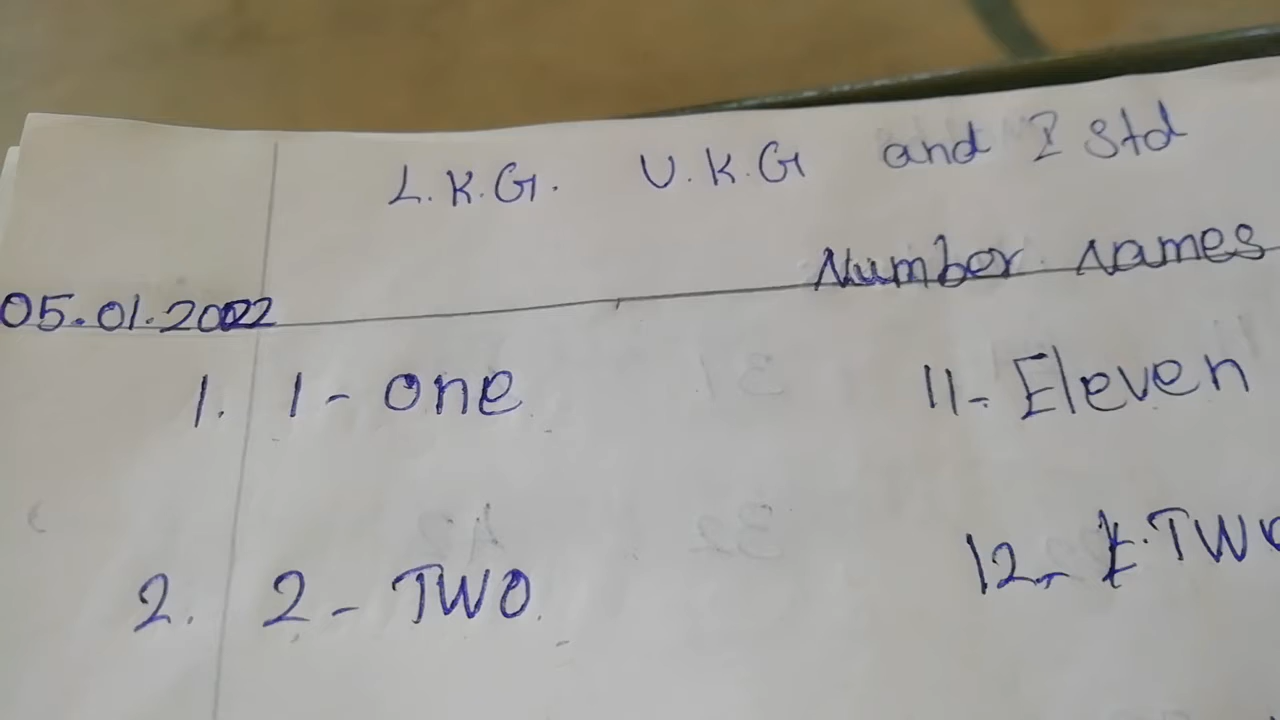 L.K.G. U.K.G and I Std
Number Names
05.01.2022
1. 1 - one 11- Eleven
2. 2 - TWO. 12-